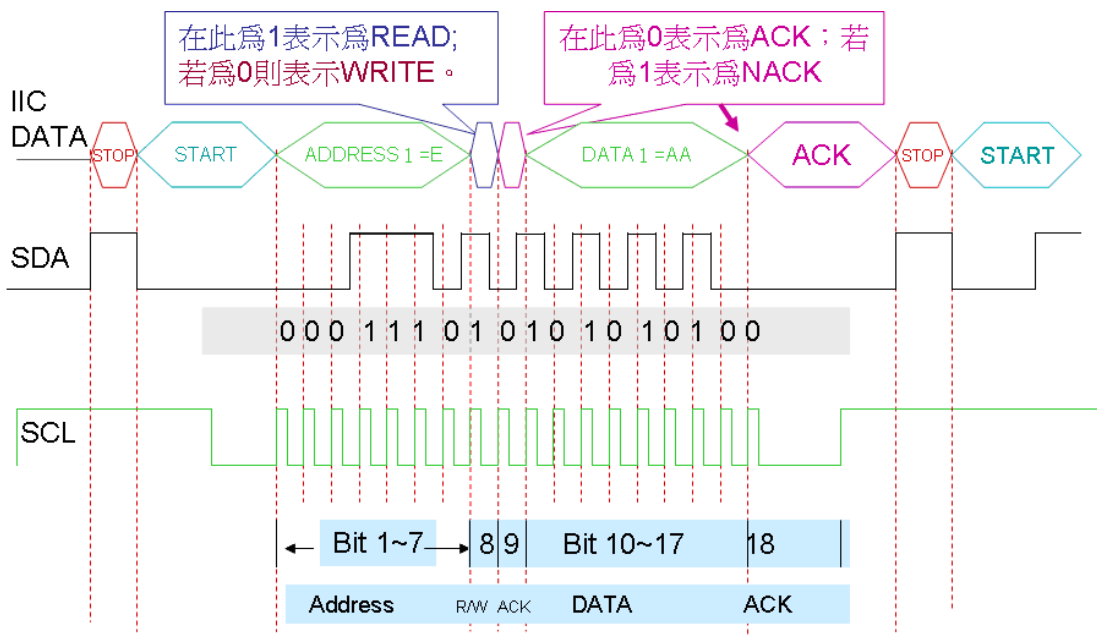 在此爲1表示爲READ;
若爲0則表示WRITE。
在此爲0表示爲ACK；若
爲1表示爲NACK
IIC
DATA
STOP START ADDRESS 1 =E DATA 1 =AA ACK STOP START
SDA
0 0 0 1 1 1 0 1 0 1 0 1 0 1 0 1 0 0
SCL
Bit 1~7 8 9 Bit 10~17 18
Address R/W ACK DATA ACK